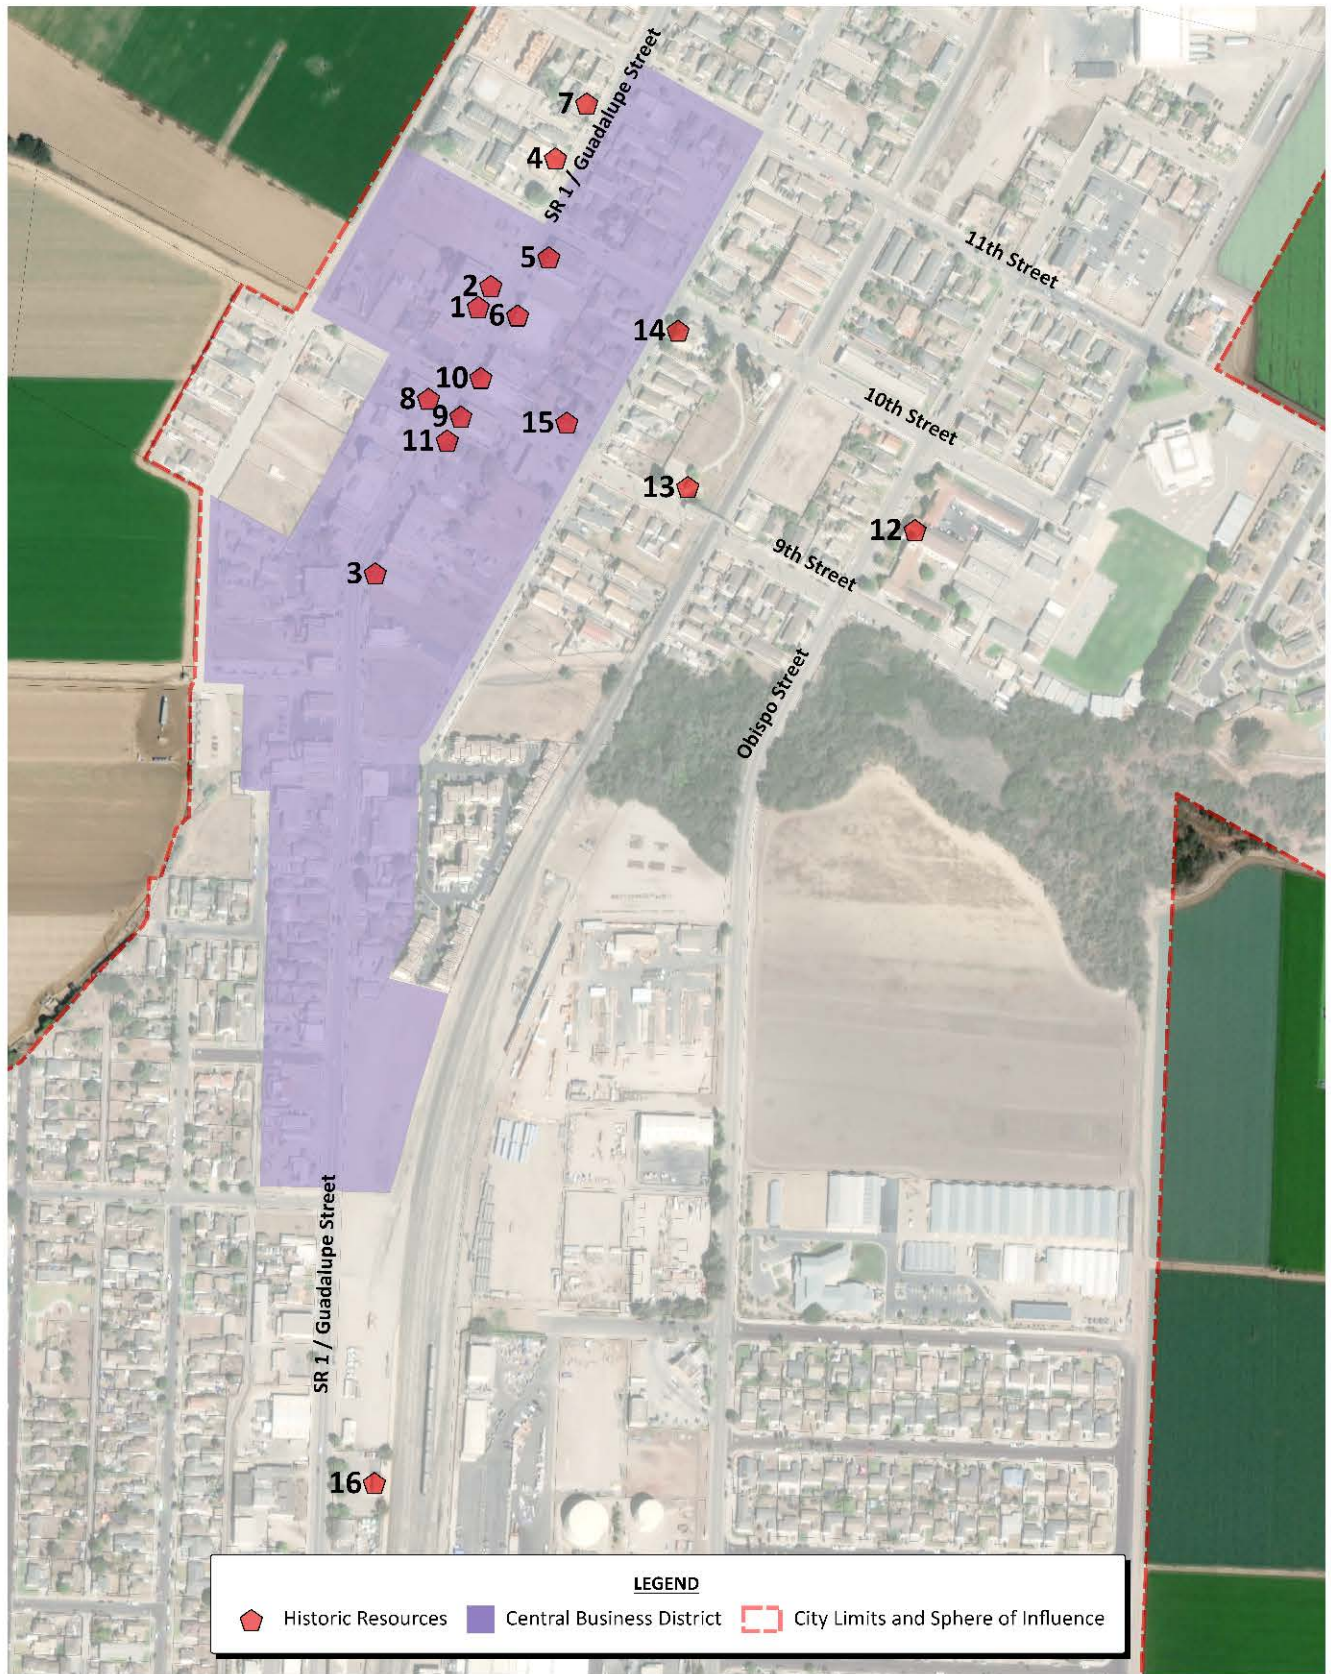 SR 1 / Guadalupe Street
7
4
5
2
1
6
14
10
8
9
11
15
13
12
3
11th Street
10th Street
9th Street
Obispo Street
SR 1 / Guadalupe Street
16
LEGEND
Historic Resources
Central Business District
City Limits and Sphere of Influence